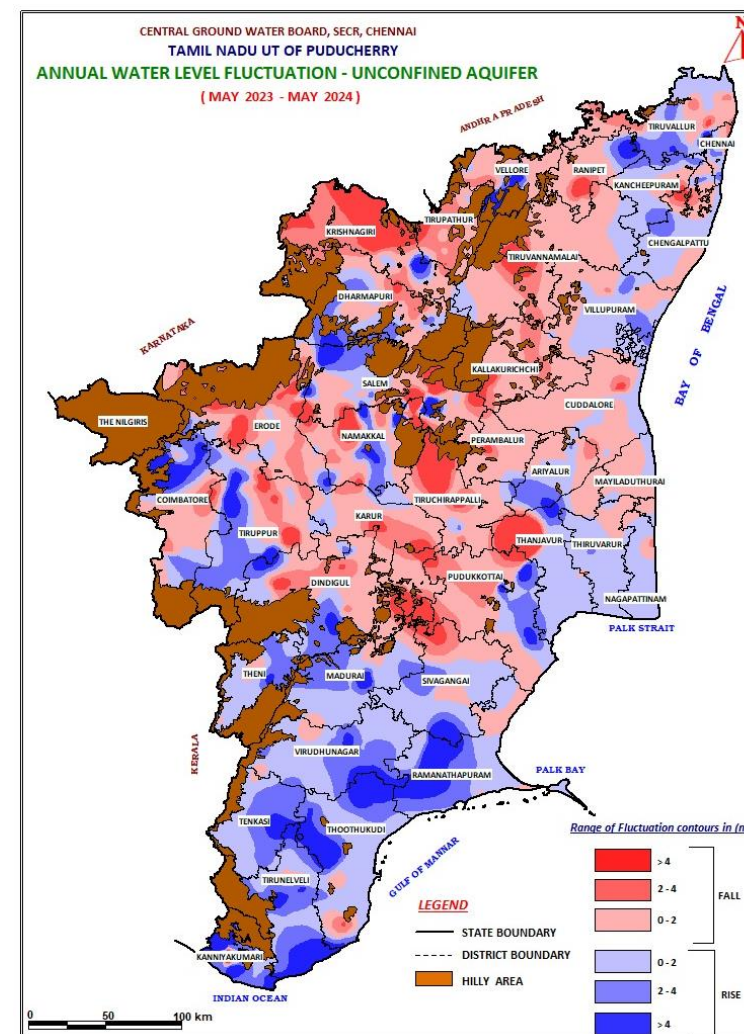 CENTRAL GROUND WATER BOARD, SECR, CHENNAI
TAMIL NADU UT OF PUDUCHERRY
ANNUAL WATER LEVEL FLUCTUATION - UNCONFINED AQUIFER
( MAY 2023 - MAY 2024 )
N
ANDHRA PRADESH
TIRUVALLUR
CHENNAI
VELLORE
RANIPET
KANCHEEPURAM
TIRUPATHUR
KRISHNAGIRI
CHENGALPATTU
TIRUVANNAMALAI
DHARMAPURI
VILLUPURAM
KARNATAKA
BAY OF BENGAL
KALLAKURICHCHI
SALEM
CUDDALORE
THE NILGIRIS
ERODE
NAMAKKAL
PERAMBALUR
ARIYALUR
MAYILADUTHURAI
COIMBATORE
TIRUCHIRAPPALLI
KARUR
TIRUPPUR
THANJAVUR
THIRUVARUR
DINDIGUL
PUDUKKOTTAI
NAGAPATTINAM
PALK STRAIT
THENI
MADURAI
SIVAGANGAI
KERALA
VIRUDHUNAGAR
RAMANATHAPURAM
PALK BAY
TENKASI
THOOTHUKUDI
GULF OF MANNAR
TIRUNELVELI
KANNIYAKUMARI
INDIAN OCEAN
0 50 100 km
LEGEND
STATE BOUNDARY
DISTRICT BOUNDARY
HILLY AREA
Range of Fluctuation contours in (n
> 4
2 - 4
0 - 2
FALL
0 - 2
2 - 4
> 4
RISE